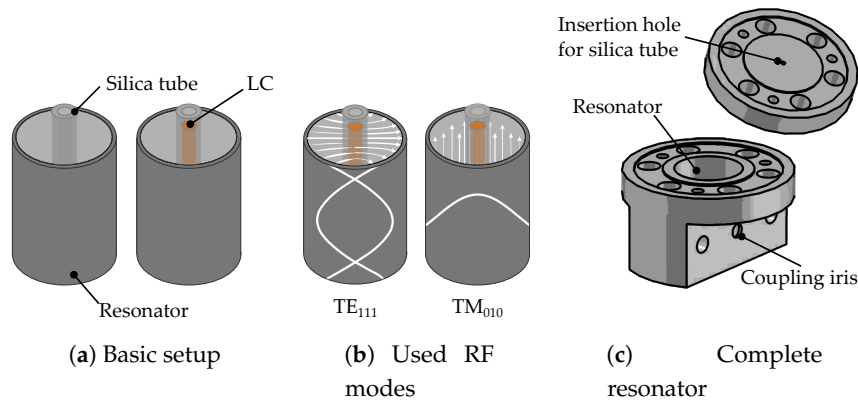 Silica tube
LC
Resonator
(a) Basic setup
TE111
TM010
(b) Used RF
modes
c)
Insertion hole
for silica tube
Resonator
Coupling iris
(c) Complete
resonator